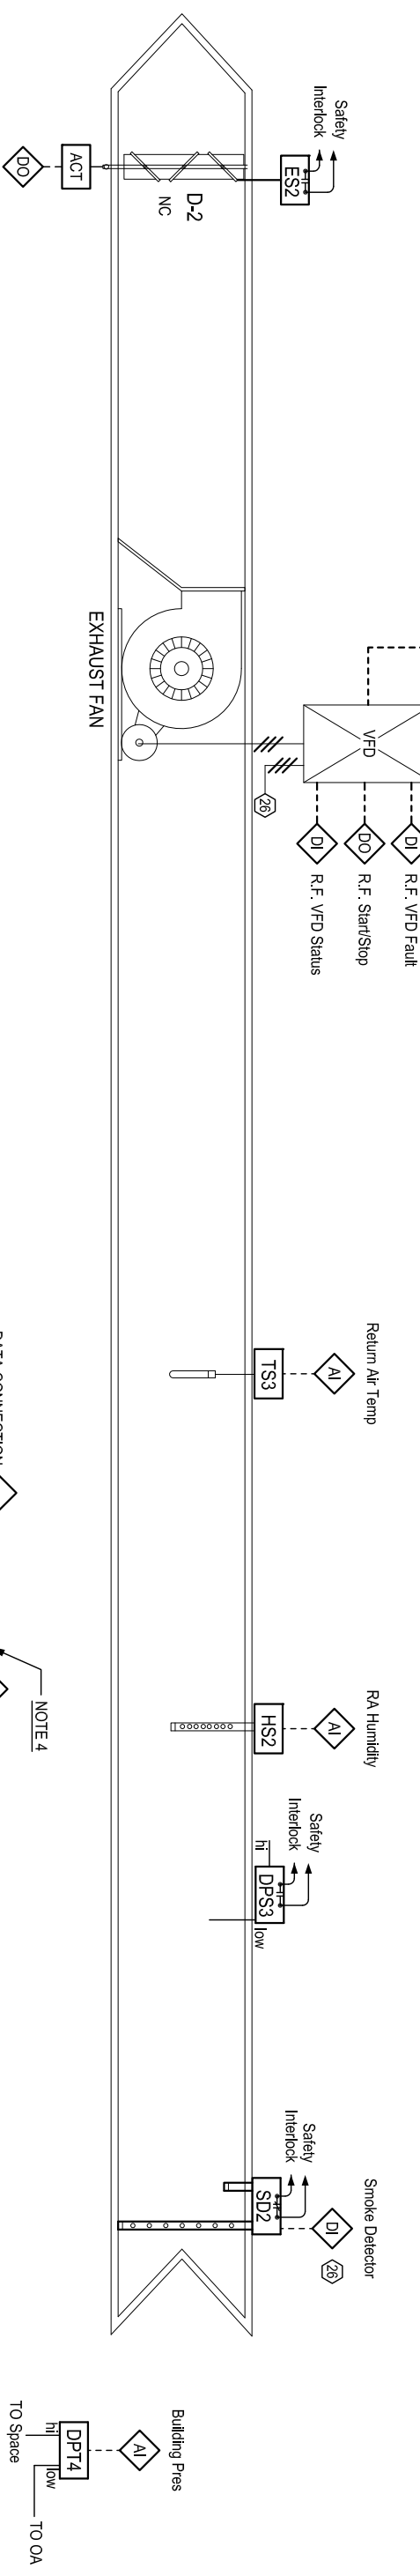 Safety
Interlock
ES2
D-2
NC
ACT
DO
EXHAUST FAN
VFD
26
DI
R.F. VFD Status
DO
R.F. Start/Stop
DI
R.F. VFD Fault
Return Air Temp
AI
TS3
RA Humidity
AI
HS2
Safety
Interlock
hi
DPS3
low
Safety
Interlock
SD2
Smoke Detector
DI
26
NOTE 4
Building Pres
AI
hi
DPT4
low
TO Space
TO OA